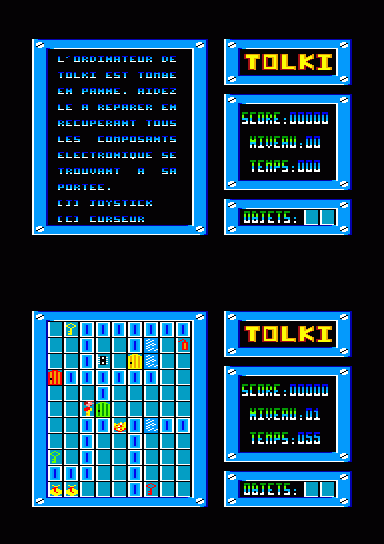 L'ORDINATEUR DE
TOLKI EST TOMBE
EN PANNE. AIDEZ
LE A REPARER EN
RECUPERANT TOUS
LES COMPOSANTS
ELECTRONIQUE SE
TROUVANT A SA
PORTEE.
[J] JOYSTICK
[C] CURSEUR
TOLKI
SCORE:00000
NIVEAU:00
TEMPS:000
OBJETS:
TOLKI
SCORE:00000
NIVEAU:01
TEMPS:055
OBJETS: